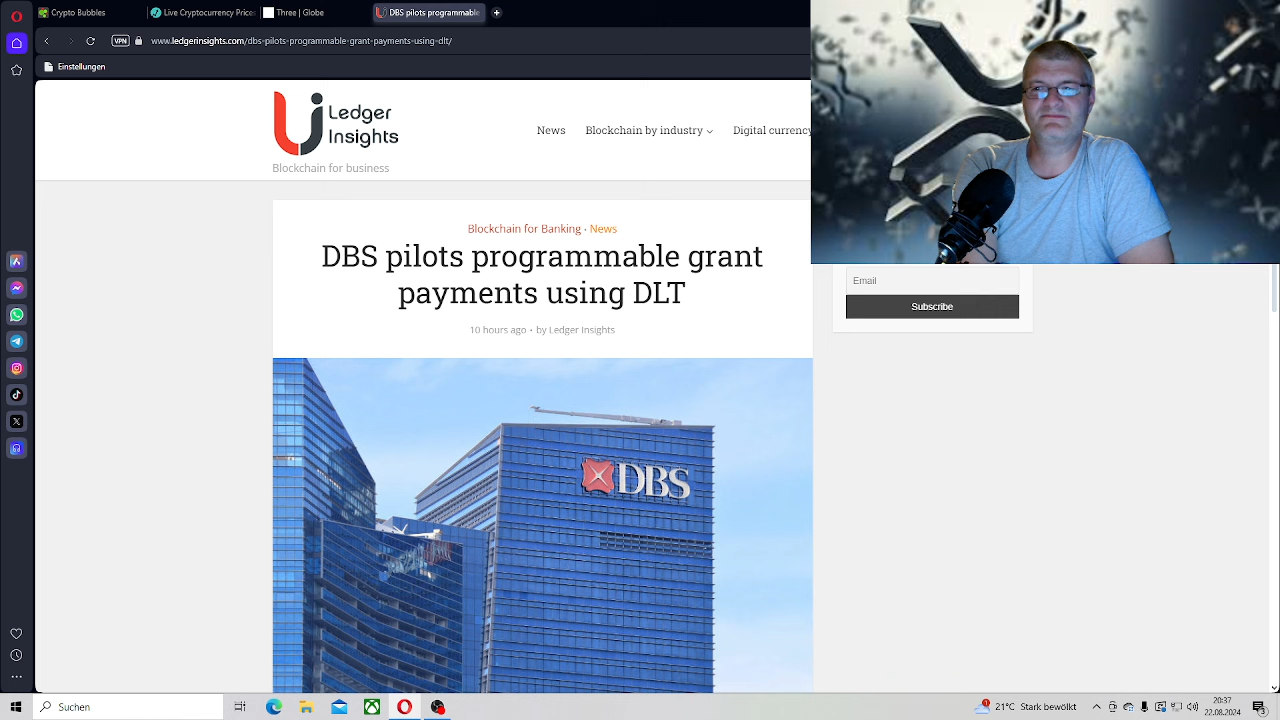 Crypto Bubbles
Live Cryptocurrency Price
Three | Globe
DBS pilots programmable
VPN
www.ledgerinsights.com/dbs-pilots-programmable-grant-payments-using-dlt/
Einstellungen
Ledger
Insights
Blockchain for business
News
Blockchain by industry
Digital currency
Blockchain for Banking • News
DBS pilots programmable grant
payments using DLT
10 hours ago • by Ledger Insights
Email
Subscribe
DBS
Suchen
21°C Stark bewölkt
20:37
22.08.2024